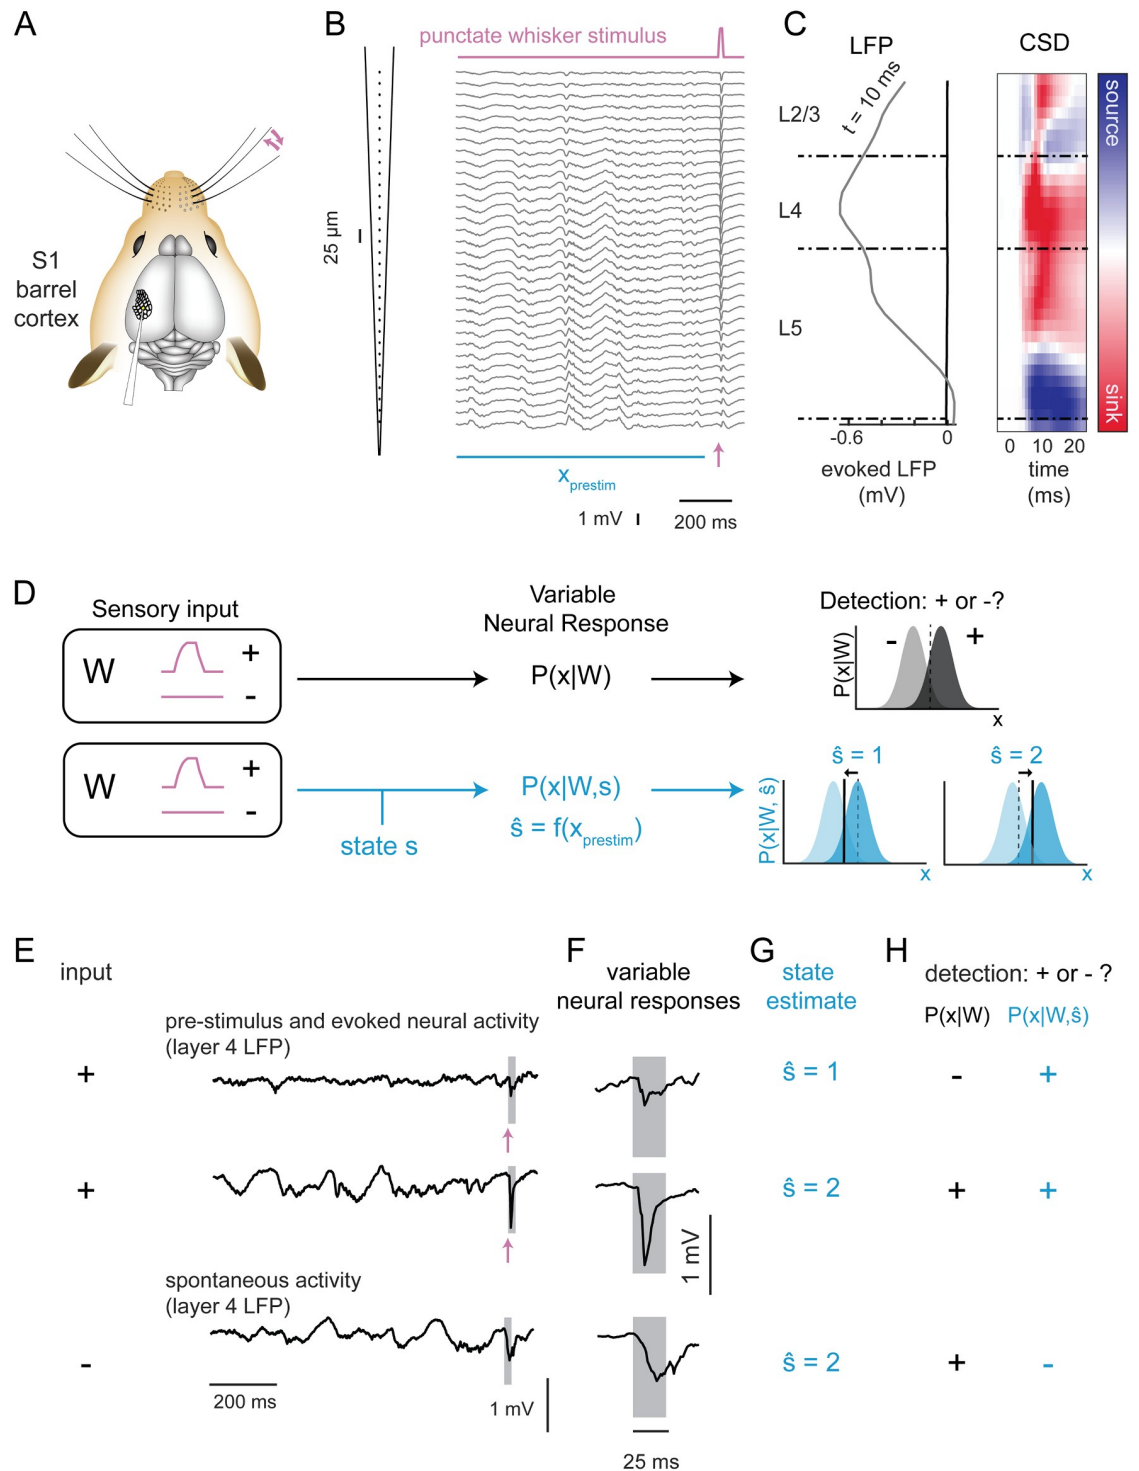 A
S1
barrel
cortex
B
punctate whisker stimulus
25 µm
x_prestim
1 mV
200 ms
C
LFP
CSD
t = 10 ms
L2/3
L4
L5
-0.6
0
evoked LFP
(mV)
0 10 20
time
(ms)
source
sink
D
Sensory input
Variable
Neural Response
Detection: + or -?
W
+
-
P(x|W)
P(x|W)
-
+
x
W
+
-
state s
P(x|W,s)
ŝ = f(x_prestim)
P(x|W, ŝ)
ŝ = 1
ŝ = 2
x
x
E
input
pre-stimulus and evoked neural activity
(layer 4 LFP)
+
+
spontaneous activity
(layer 4 LFP)
-
200 ms
1 mV
F
variable
neural responses
1 mV
25 ms
G
state
estimate
ŝ = 1
ŝ = 2
ŝ = 2
H
detection: + or - ?
P(x|W) P(x|W,ŝ)
- +
+ +
+ -